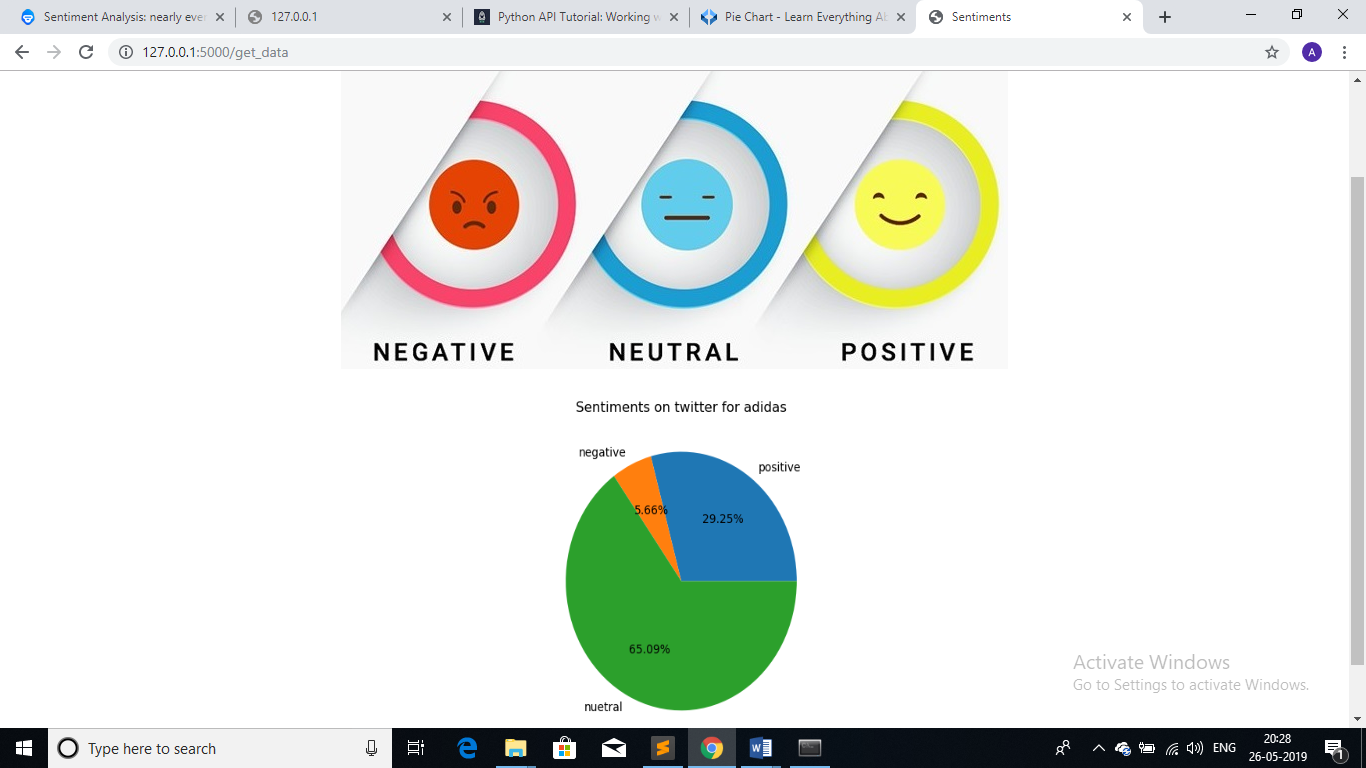 Sentiment Analysis: nearly eve
127.0.0.1
Python API Tutorial: Working w
Pie Chart - Learn Everything Ab
Sentiments
127.0.0.1:5000/get_data
A
NEGATIVE
NEUTRAL
POSITIVE
Sentiments on twitter for adidas
negative
positive
5.66%
29.25%
65.09%
nuetral
Activate Windows
Go to Settings to activate Windows.
Type here to search
ENG
20:28
26-05-2019
1